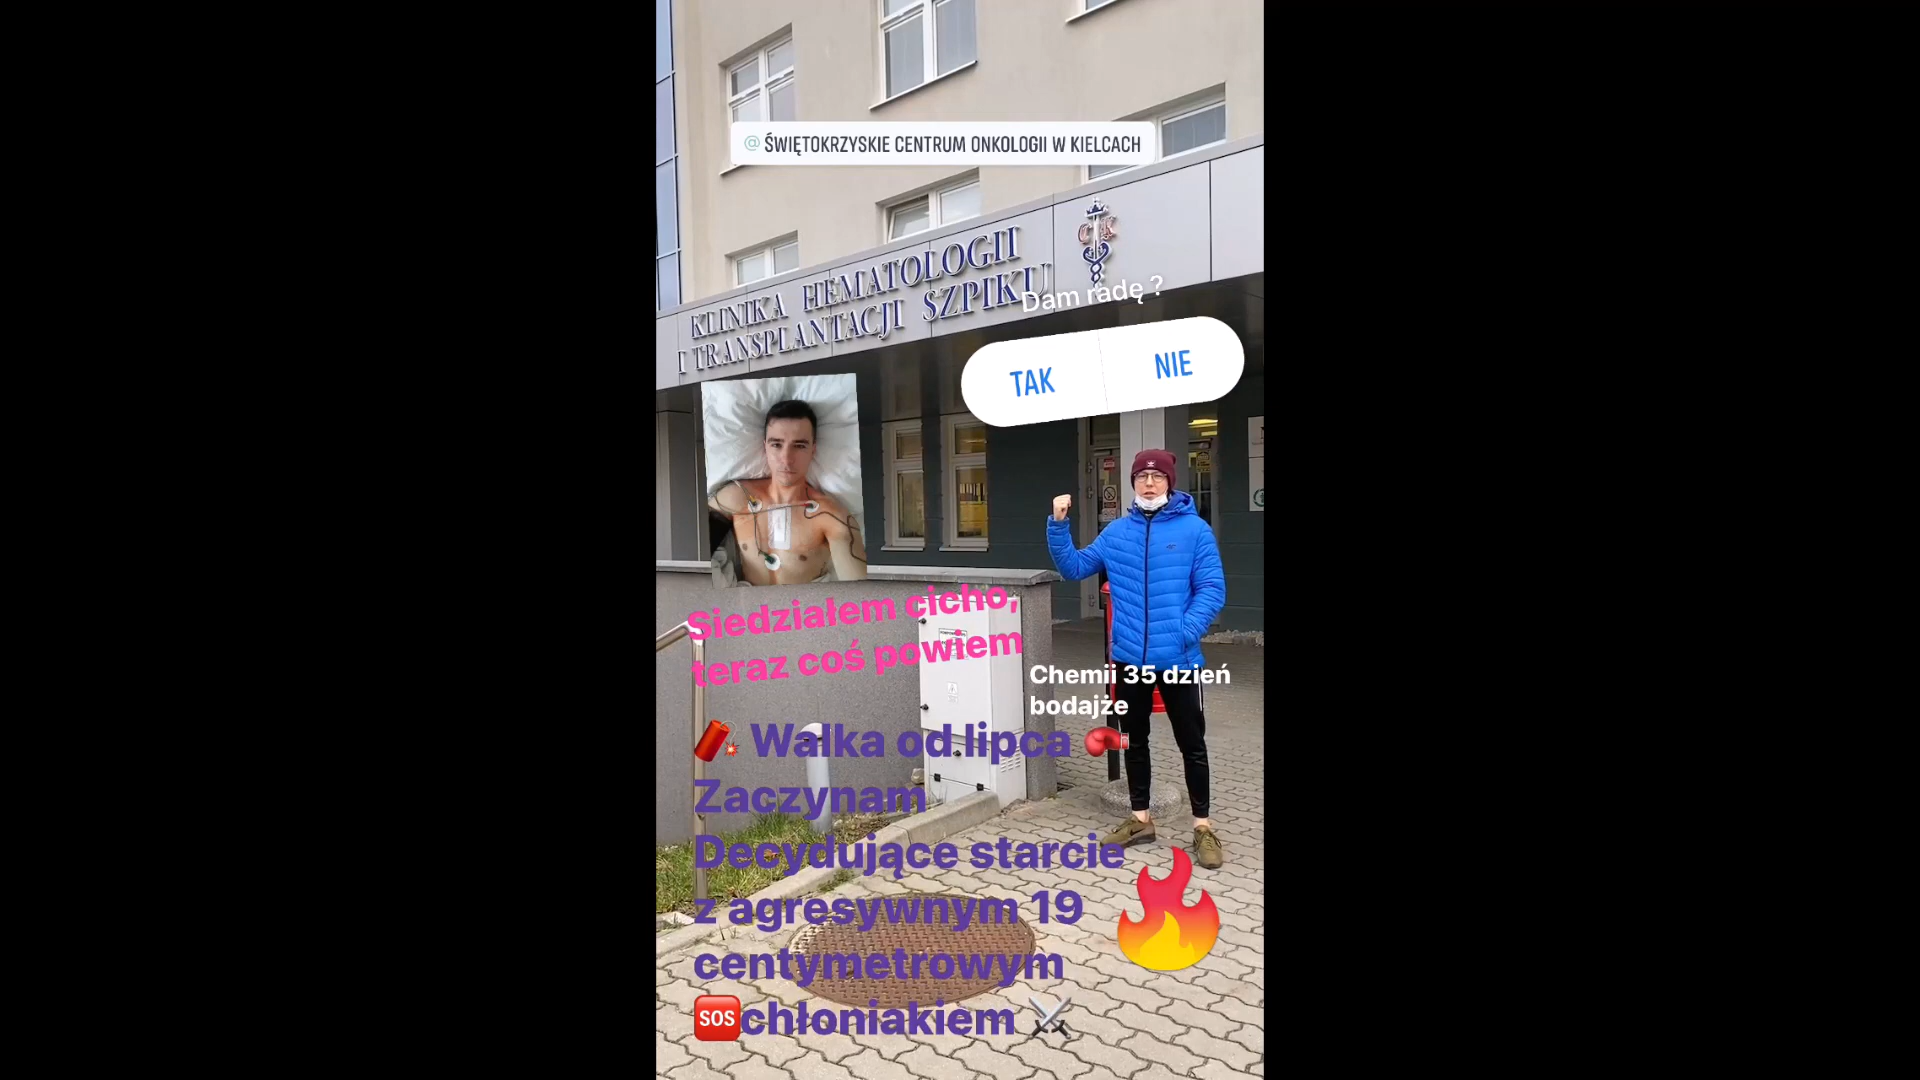 @ŚWIĘTOKRZYSKIE CENTRUM ONKOLOGII W KIELCACH
KLINIKA HEMATOLOGII
I TRANSPLANTACJI SZPIKU
CK
Dam radę ?
TAK NIE
Siedziałem cicho,
teraz coś powiem
Chemii 35 dzień
bodajże
Walka od lipca
Zaczynam
Decydujące starcie
z agresywnym 19
centymetrowym
SOS chłoniakiem